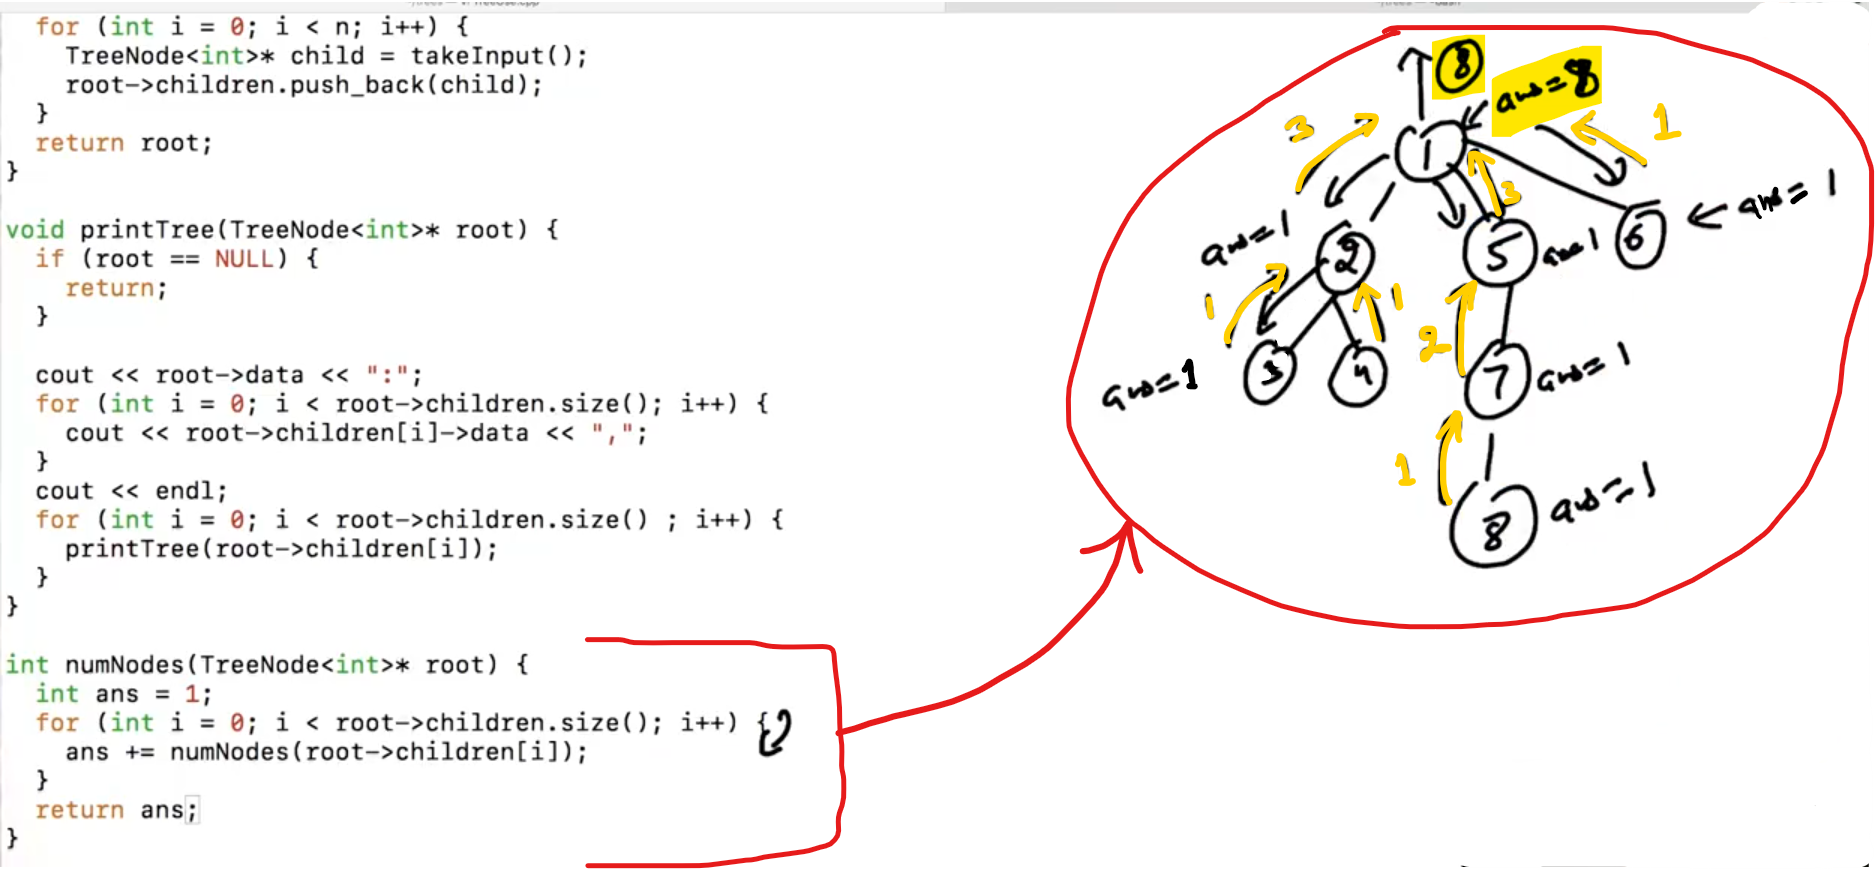 for (int i = 0; i < n; i++) {
TreeNode<int>* child = takeInput();
root->children.push_back(child);
}
return root;
}
void printTree(TreeNode<int>* root) {
if (root == NULL) {
return;
}
cout << root->data << ":";
for (int i = 0; i < root->children.size(); i++) {
cout << root->children[i]->data << ",";
}
cout << endl;
for (int i = 0; i < root->children.size() ; i++) {
printTree(root->children[i]);
}
}
int numNodes(TreeNode<int>* root) {
int ans = 1;
for (int i = 0; i < root->children.size(); i++) {
ans += numNodes(root->children[i]);
}
return ans;
}
8
ans=8
3
1
1
3
ans=1
ans=1
2
5
ans=1
6
1
1
2
ans=1
3
4
7
ans=1
1
8
ans=1